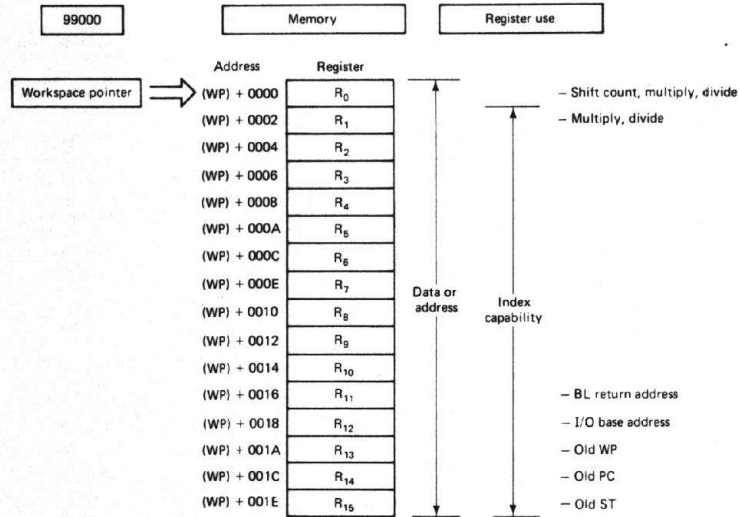 99000 Memory Register use
Address Register
Workspace pointer (WP) + 0000 R0 – Shift count, multiply, divide
(WP) + 0002 R1 – Multiply, divide
(WP) + 0004 R2
(WP) + 0006 R3
(WP) + 0008 R4
(WP) + 000A R5
(WP) + 000C R6
(WP) + 000E R7
Data or
address
Index
capability
(WP) + 0010 R8
(WP) + 0012 R9
(WP) + 0014 R10
(WP) + 0016 R11 – BL return address
(WP) + 0018 R12 – I/O base address
(WP) + 001A R13 – Old WP
(WP) + 001C R14 – Old PC
(WP) + 001E R15 – Old ST